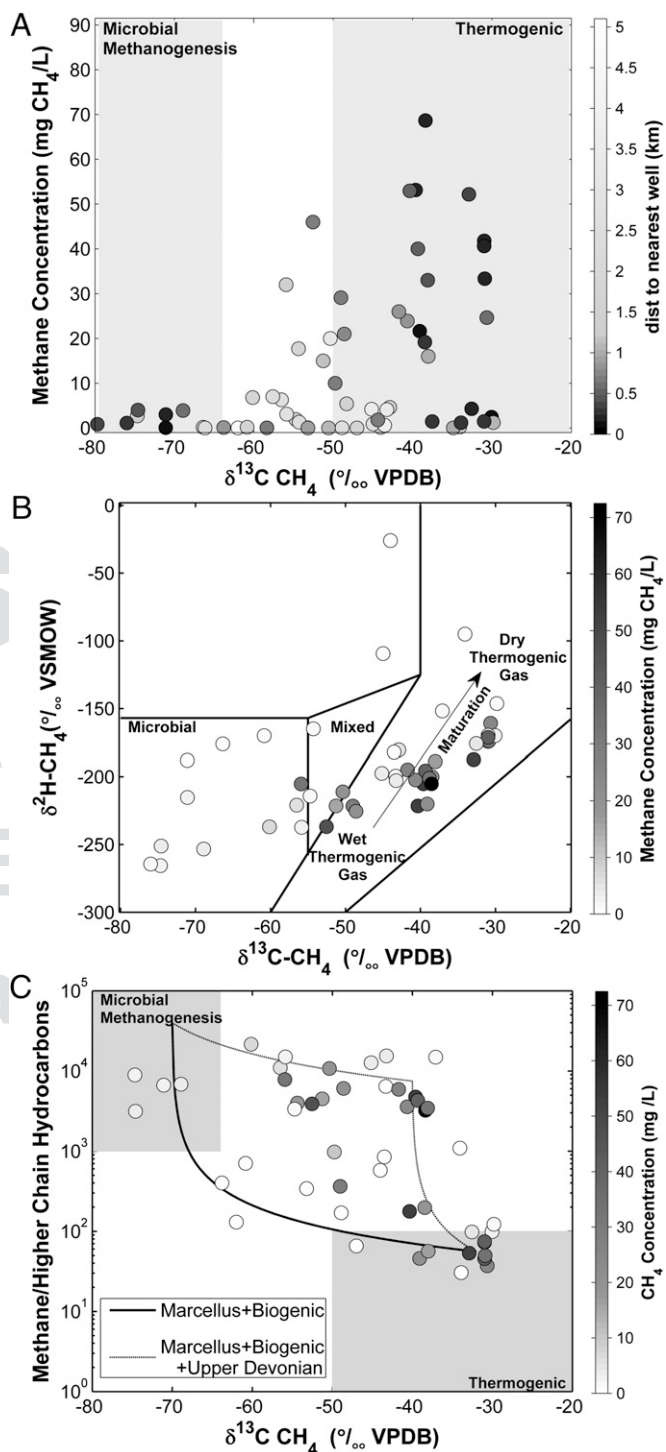 A
Microbial
Methanogenesis
Thermogenic
90
80
70
60
50
40
30
20
10
0
Methane Concentration (mg CH4/L)
-80 -70 -60 -50 -40 -30 -20
δ13C CH4 (°/oo VPDB)
5
4.5
4
3.5
3
2.5
2
1.5
1
0.5
0
dist to nearest well (km)
B
0
-50
-100
-150
-200
-250
-300
δ2H-CH4(°/oo VSMOW)
Microbial
Mixed
Dry
Thermogenic
Gas
Maturation
Wet
Thermogenic
Gas
-80 -70 -60 -50 -40 -30 -20
δ13C-CH4 (°/oo VPDB)
70
60
50
40
30
20
10
0
Methane Concentration (mg CH4/L)
C
Microbial
Methanogenesis
10^5
10^4
10^3
10^2
10^1
10^0
Methane/Higher Chain Hydrocarbons
Marcellus+Biogenic
Marcellus+Biogenic
+Upper Devonian
Thermogenic
-80 -70 -60 -50 -40 -30 -20
δ13C CH4 (°/oo VPDB)
70
60
50
40
30
20
10
0
CH4 Concentration (mg /L)